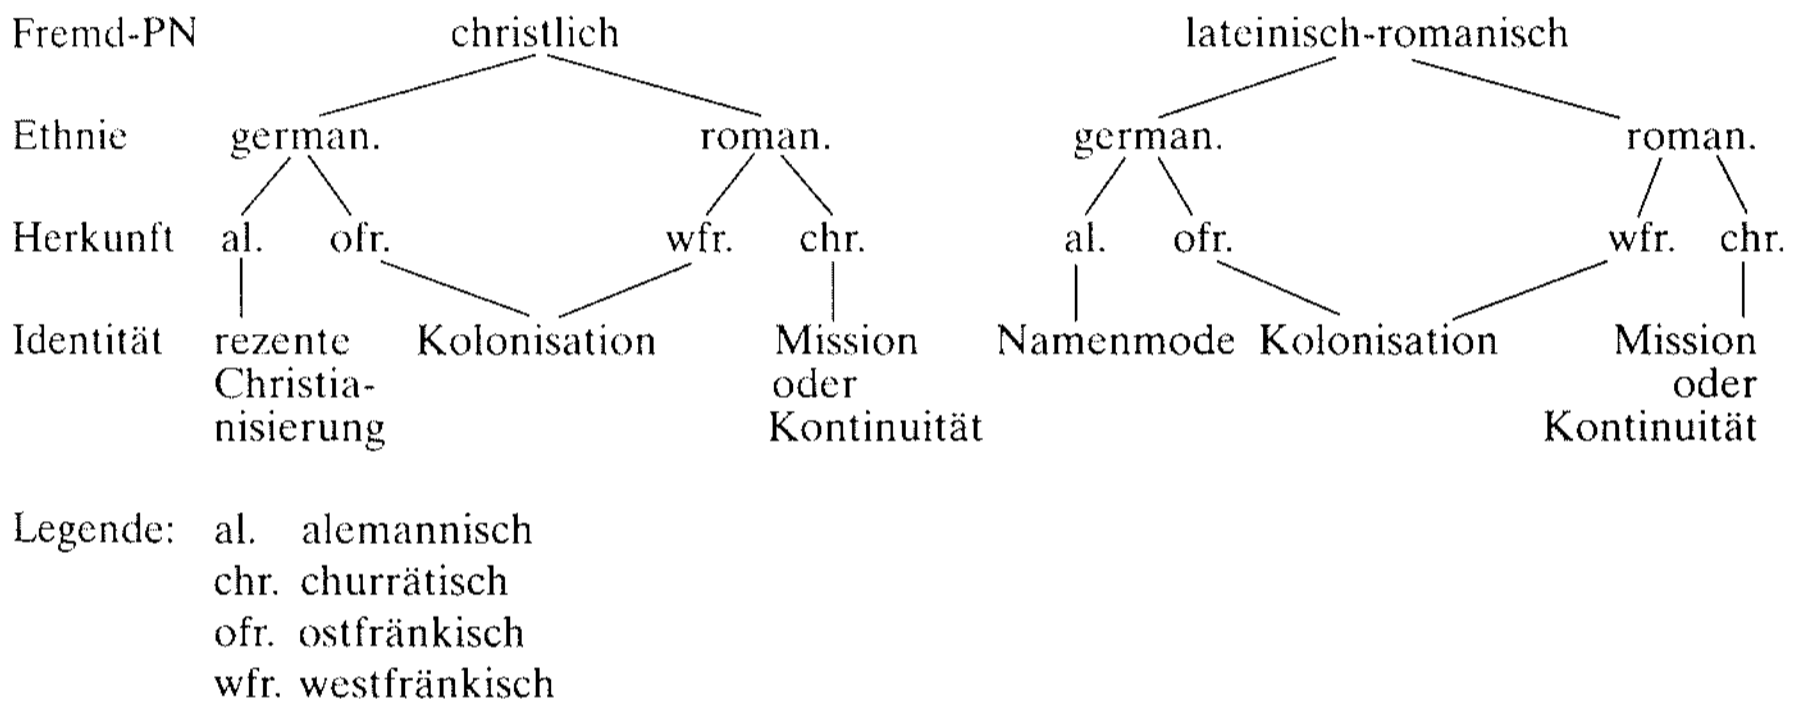 Fremd-PN christlich lateinisch-romanisch
Ethnie german. roman. german. roman.
Herkunft al. ofr. wfr. chr. al. ofr. wfr. chr.
Identität rezente Kolonisation Mission Namenmode Kolonisation Mission
Christia- oder oder
nisierung Kontinuität Kontinuität
Legende: al. alemannisch
chr. churrätisch
ofr. ostfränkisch
wfr. westfränkisch